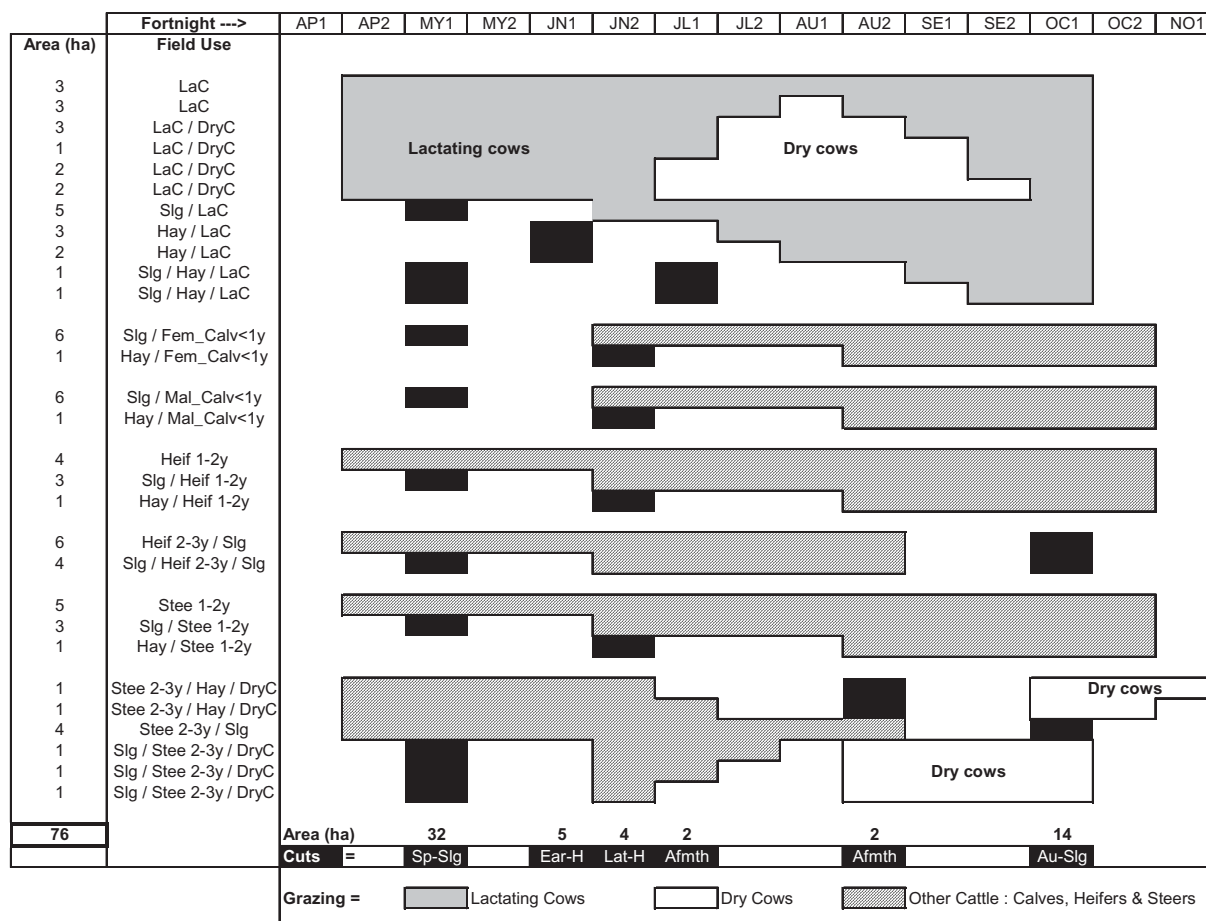 Fortnight ---> AP1 AP2 MY1 MY2 JN1 JN2 JL1 JL2 AU1 AU2 SE1 SE2 OC1 OC2 NO1
Area (ha) Field Use
3 LaC
3 LaC
3 LaC / DryC
1 LaC / DryC Lactating cows Dry cows
2 LaC / DryC
2 LaC / DryC
5 Slg / LaC
3 Hay / LaC
2 Hay / LaC
1 Slg / Hay / LaC
1 Slg / Hay / LaC
6 Slg / Fem_Calv<1y
1 Hay / Fem_Calv<1y
6 Slg / Mal_Calv<1y
1 Hay / Mal_Calv<1y
4 Heif 1-2y
3 Slg / Heif 1-2y
1 Hay / Heif 1-2y
6 Heif 2-3y / Slg
4 Slg / Heif 2-3y / Slg
5 Stee 1-2y
3 Slg / Stee 1-2y
1 Hay / Stee 1-2y
1 Stee 2-3y / Hay / DryC Dry cows
1 Stee 2-3y / Hay / DryC
4 Stee 2-3y / Slg
1 Slg / Stee 2-3y / DryC
1 Slg / Stee 2-3y / DryC Dry cows
1 Slg / Stee 2-3y / DryC
76 Area (ha) 32 5 4 2 2 14
Cuts = Sp-Slg Ear-H Lat-H Afmth Afmth Au-Slg
Grazing = Lactating Cows Dry Cows Other Cattle : Calves, Heifers & Steers